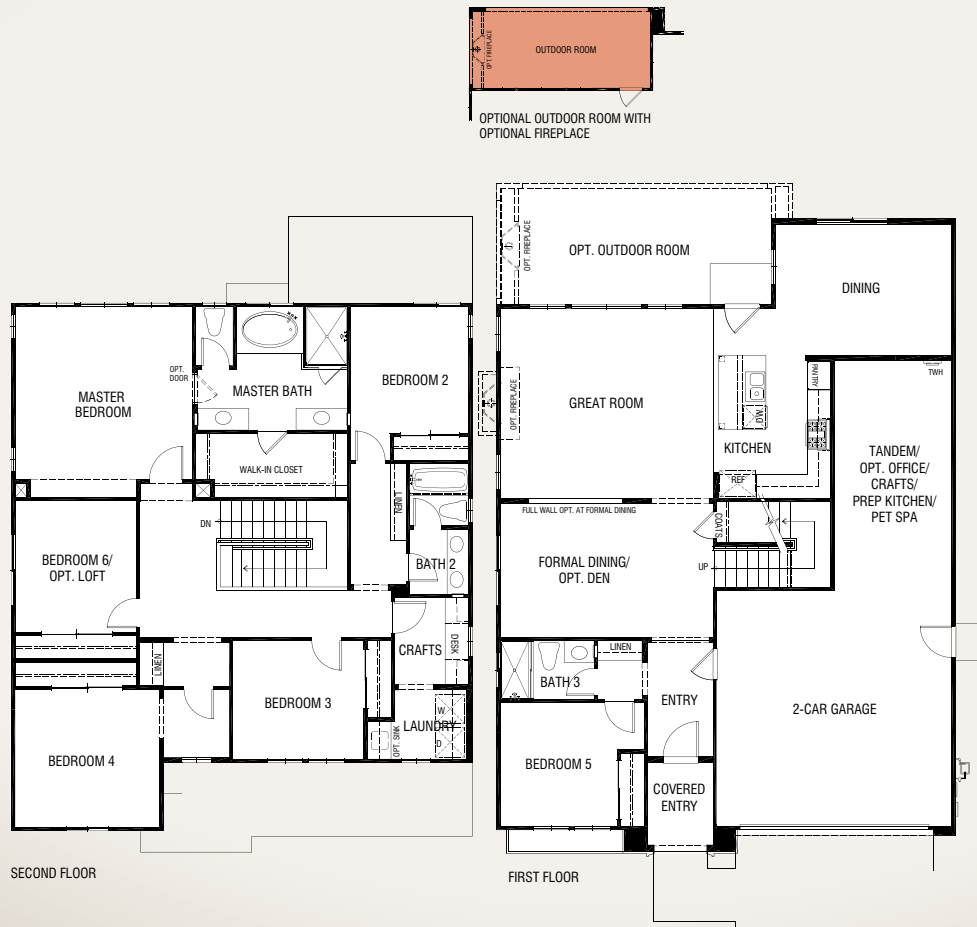 OPT. FIREPLACE
OUTDOOR ROOM
OPTIONAL OUTDOOR ROOM WITH
OPTIONAL FIREPLACE
MASTER
BEDROOM
OPT.
DOOR
MASTER BATH
BEDROOM 2
WALK-IN CLOSET
LINEN
DN
BEDROOM 6/
OPT. LOFT
BATH 2
CRAFTS
DESK
LINEN
BEDROOM 3
LAUNDRY
W
D
OPT. SINK
BEDROOM 4
SECOND FLOOR
OPT. FIREPLACE
OPT. OUTDOOR ROOM
DINING
OPT. FIREPLACE
GREAT ROOM
PANTRY
TWH
KITCHEN
REF
TANDEM/
OPT. OFFICE/
CRAFTS/
PREP KITCHEN/
PET SPA
FULL WALL OPT. AT FORMAL DINING
COATS
FORMAL DINING/
OPT. DEN
UP
LINEN
BATH 3
ENTRY
2-CAR GARAGE
BEDROOM 5
COVERED
ENTRY
FIRST FLOOR